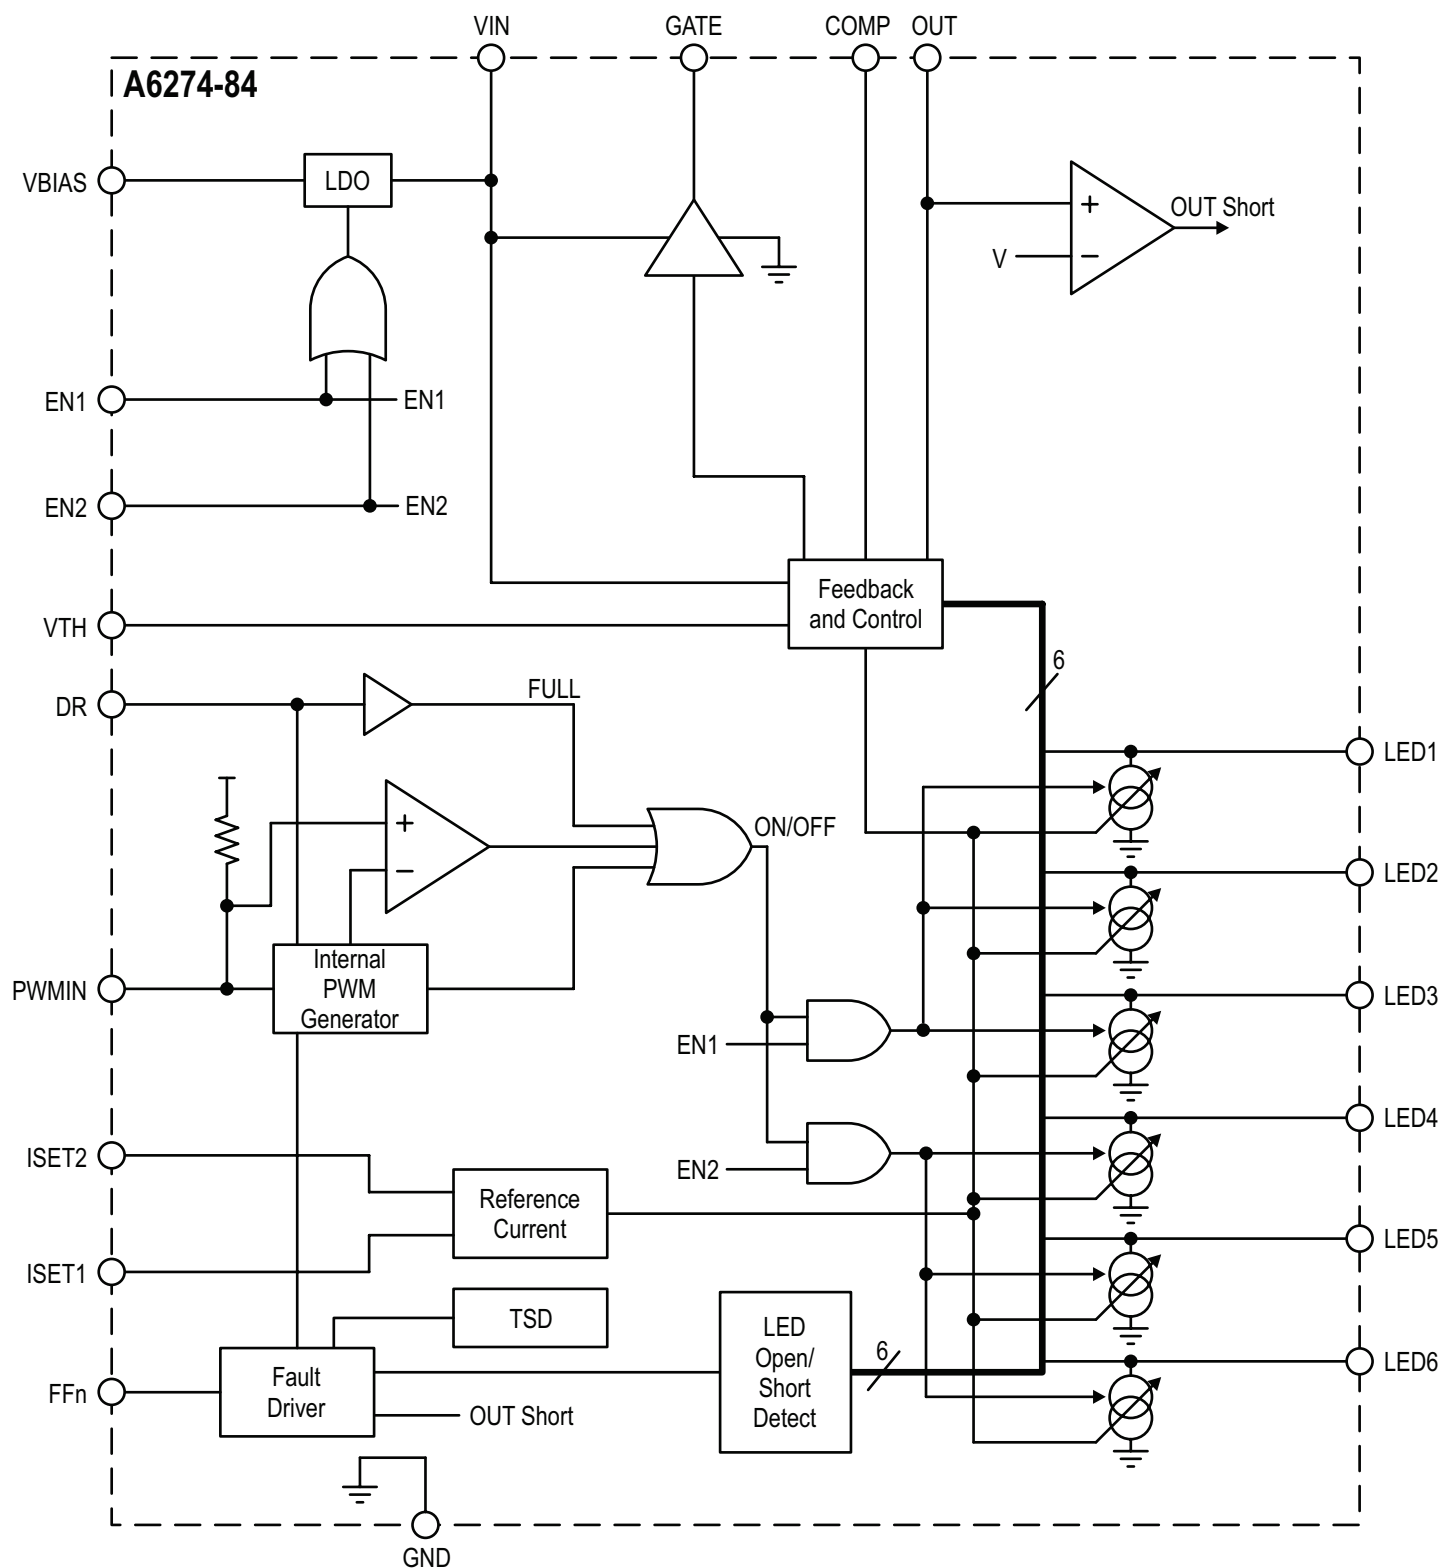 VIN
GATE
COMP
OUT
A6274-84
VBIAS
LDO
+
OUT Short
V
−
EN1
EN1
EN2
EN2
Feedback
and Control
VTH
6
DR
FULL
LED1
+
ON/OFF
−
LED2
PWMIN
Internal
PWM
Generator
LED3
EN1
LED4
ISET2
EN2
Reference
Current
LED5
ISET1
TSD
LED
Open/
Short
Detect
6
LED6
FFn
Fault
Driver
OUT Short
GND